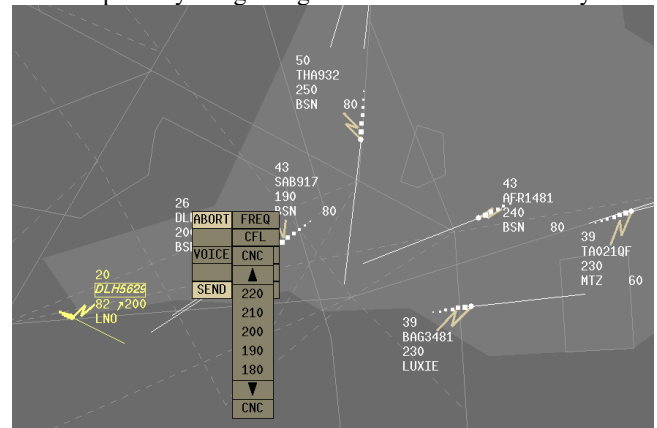 50
THA932
250
BSN 80
43
SAB917
190
BSN 80
26
43
AFR1481
240
BSN 80
39
TA021QF
230
MTZ 60
ABORT FREQ
CFL
VOICE CNC
SEND
220
210
200
190
180
CNC
20
DLH5629
82 ↗200
LNO
39
BAG3481
230
LUXIE